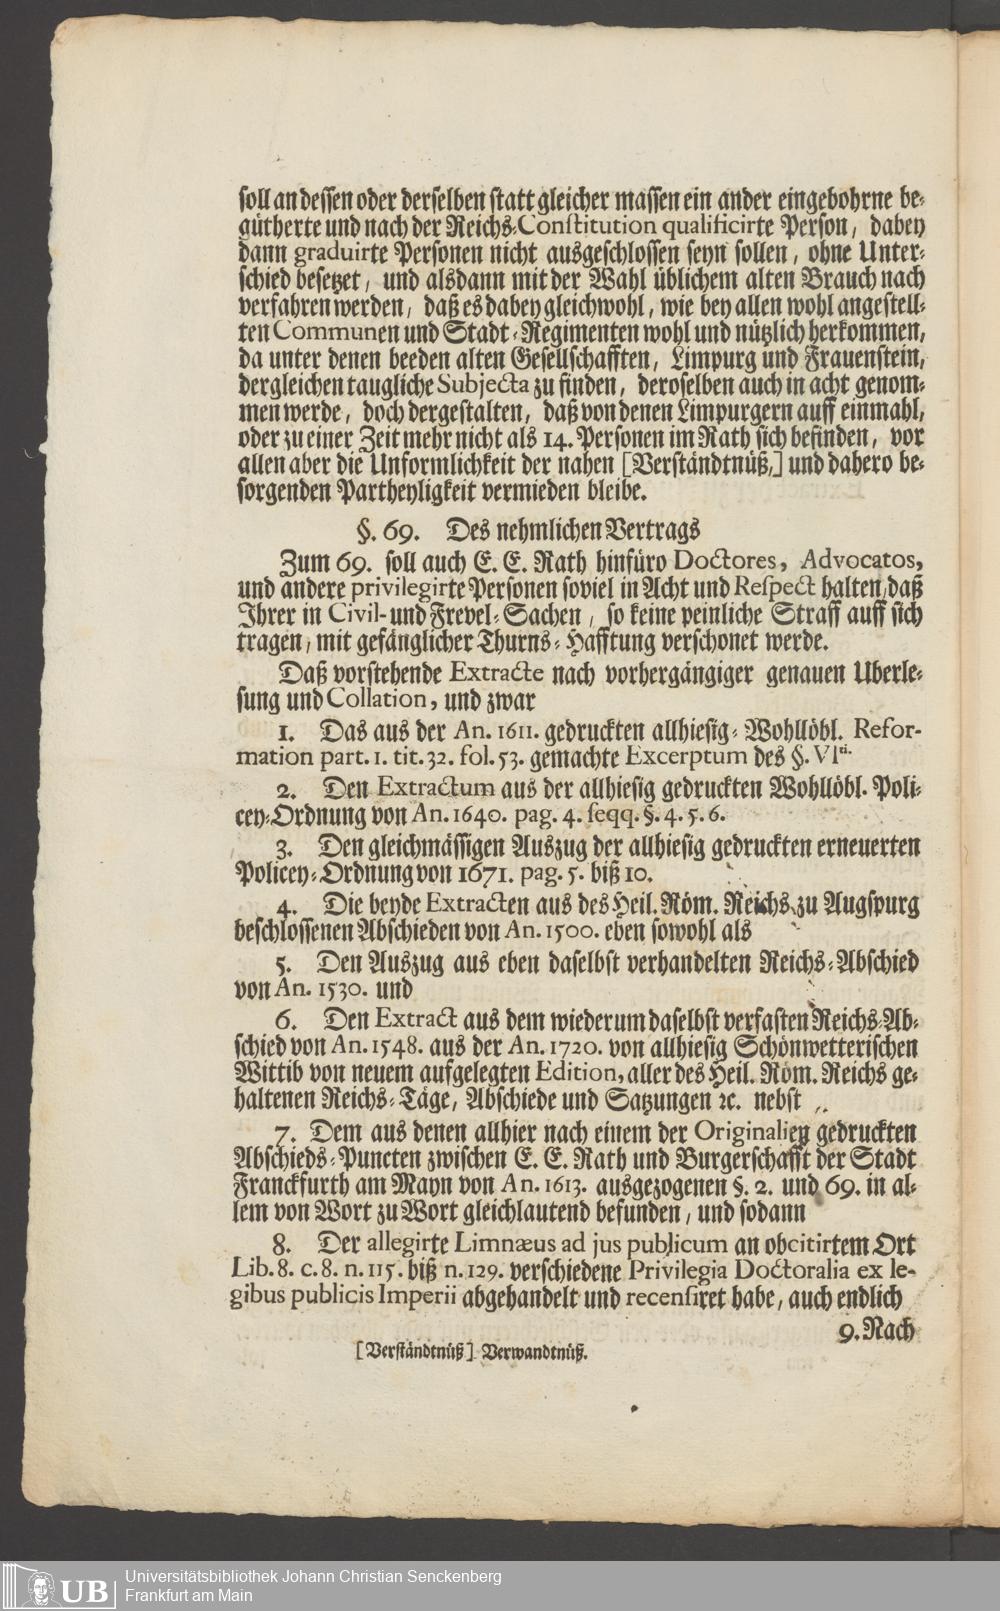 soll an dessen oder derselben statt gleicher massen ein ander eingebohrne be-
gütherte und nach der Reichs-Constitution qualificirte Person, dabey
dann graduirte Personen nicht ausgeschlossen seyn sollen, ohne Unter-
schied besetzet, und alsdann mit der Wahl üblichem alten Brauch nach
verfahren werden, daß es dabey gleichwohl, wie bey allen wohl angestell-
ten Communen und Stadt-Regimenten wohl und nützlich herkommen,
da unter denen beeden alten Gesellschafften, Limpurg und Frauenstein,
dergleichen taugliche Subjecta zu finden, deroselben auch in acht genom-
men werde, doch dergestalten, daß von denen Limpurgern auff einmahl,
oder zu einer Zeit mehr nicht als 14. Personen im Rath sich befinden, vor
allen aber die Unformlichkeit der nahen [Verständtnüß,] und dahero be-
sorgenden Partheyligkeit vermieden bleibe.
§. 69. Des nehmlichen Vertrags
Zum 69. soll auch E. E. Rath hinfüro Doctores, Advocatos,
und andere privilegirte Personen soviel in Acht und Respect halten, daß
Ihrer in Civil- und Frevel-Sachen, so keine peinliche Straff auff sich
tragen, mit gefänglicher Thurns-Hafftung verschonet werde.
Daß vorstehende Extracte nach vorhergängiger genauen Uberle-
sung und Collation, und zwar
1. Das aus der An. 1611. gedruckten allhiesig-Wohllöbl. Refor-
mation part. 1. tit. 32. fol. 53. gemachte Excerptum des §. VIti.
2. Den Extractum aus der allhiesig gedruckten Wohllöbl. Poli-
cey-Ordnung von An. 1640. pag. 4. seqq. §. 4. 5. 6.
3. Den gleichmässigen Auszug der allhiesig gedruckten erneuerten
Policey-Ordnung von 1671. pag. 5. biß 10.
4. Die beyde Extracten aus des Heil. Röm. Reichs zu Augspurg
beschlossenen Abschieden von An. 1500. eben sowohl als
5. Den Auszug aus eben daselbst verhandelten Reichs-Abschied
von An. 1530. und
6. Den Extract aus dem wiederum daselbst verfasten Reichs-Ab-
schied von An. 1548. aus der An. 1720. von allhiesig Schönwetterischen
Wittib von neuem aufgelegten Edition, aller des Heil. Röm. Reichs ge-
haltenen Reichs-Täge, Abschiede und Satzungen ꝛc. nebst
7. Dem aus denen allhier nach einem der Originalien gedruckten
Abschieds-Puncten zwischen E. E. Rath und Burgerschafft der Stadt
Franckfurth am Mayn von An. 1613. ausgezogenen §. 2. und 69. in al-
lem von Wort zu Wort gleichlautend befunden, und sodann
8. Der allegirte Limnæus ad jus publicum an obcitirtem Ort
Lib. 8. c. 8. n. 115. biß n. 129. verschiedene Privilegia Doctoralia ex le-
gibus publicis Imperii abgehandelt und recensiret habe, auch endlich
9. Nach
[Verständtnüß] Verwandtnüß.
UB
Universitätsbibliothek Johann Christian Senckenberg
Frankfurt am Main